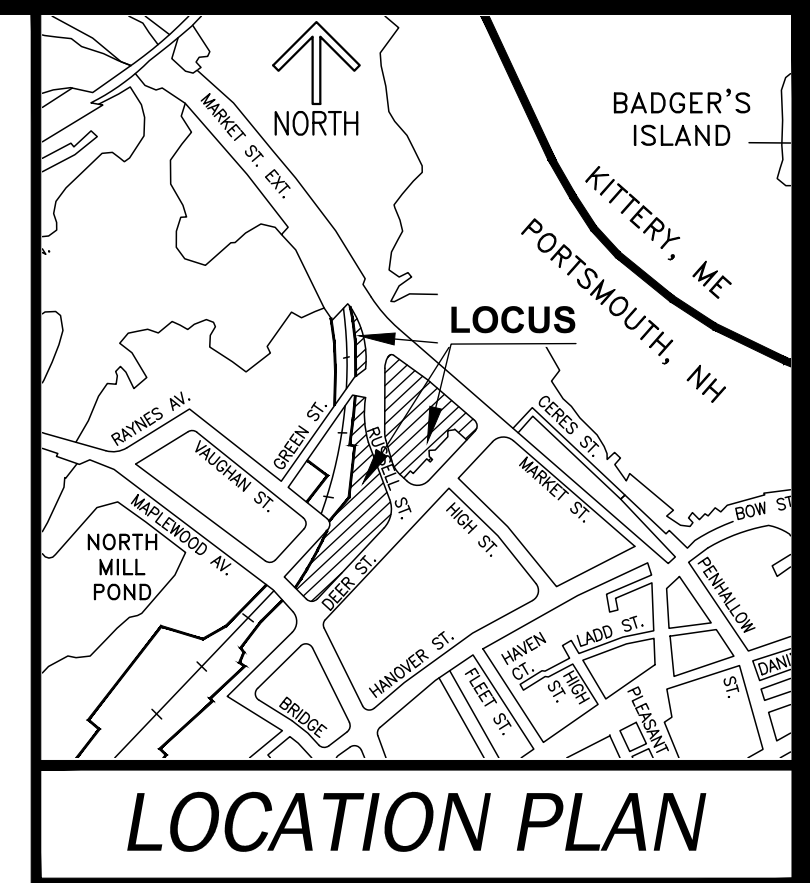 NORTH
BADGER'S
ISLAND
MARKET ST. EXT.
KITTERY, ME
PORTSMOUTH, NH
LOCUS
RAYNES AV.
VAUGHAN ST.
GREEN ST.
RUSSELL ST.
CERES ST.
MARKET ST.
BOW ST
MAPLEWOOD AV.
NORTH
MILL
POND
HIGH ST.
DEER ST.
PENHALLOW
ST.
HANOVER ST.
HAVEN
CT.
LADD ST.
HIGH
ST.
DANI
FLEET ST.
PLEASANT
BRIDGE
LOCATION PLAN